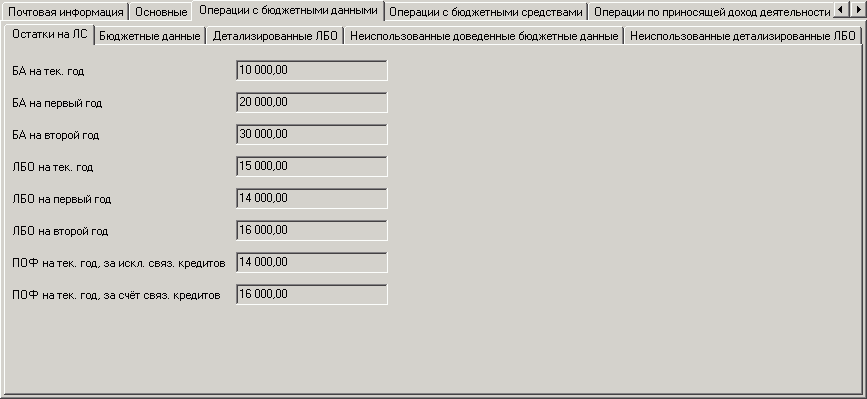 Почтовая информация Основные Операции с бюджетными данными Операции с бюджетными средствами Операции по приносящей доход деятельности
Остатки на ЛС Бюджетные данные Детализированные ЛБО Неиспользованные доведенные бюджетные данные Неиспользованные детализированные ЛБО
БА на тек. год 10 000,00
БА на первый год 20 000,00
БА на второй год 30 000,00
ЛБО на тек. год 15 000,00
ЛБО на первый год 14 000,00
ЛБО на второй год 16 000,00
ПОФ на тек. год, за искл. связ. кредитов 14 000,00
ПОФ на тек. год, за счёт связ. кредитов 16 000,00